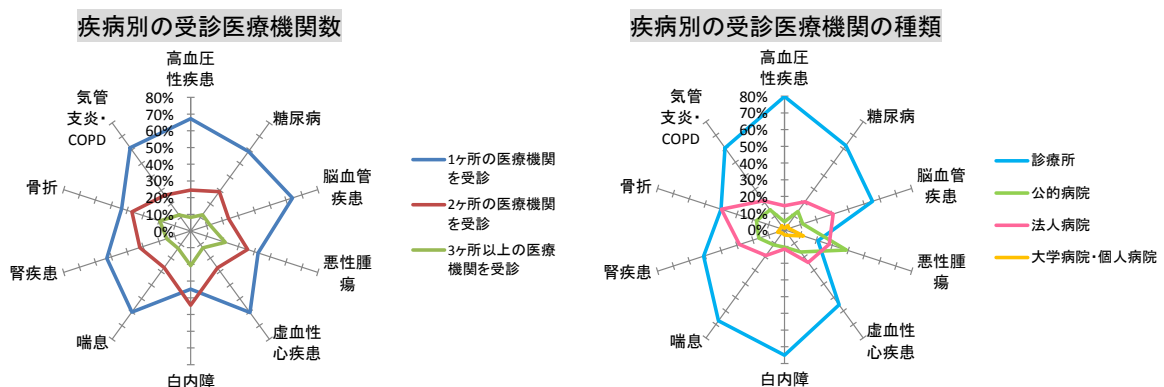 疾病別の受診医療機関数
高血圧
性疾患
糖尿病
脳血管
疾患
悪性腫
瘍
虚血性
心疾患
白内障
喘息
腎疾患
骨折
気管
支炎・
COPD
80%
70%
60%
50%
40%
30%
20%
10%
0%
1ヶ所の医療機関
を受診
2ヶ所の医療機関
を受診
3ヶ所以上の医療
機関を受診
疾病別の受診医療機関の種類
高血圧
性疾患
糖尿病
脳血管
疾患
悪性腫
瘍
虚血性
心疾患
白内障
喘息
腎疾患
骨折
気管
支炎・
COPD
80%
70%
60%
50%
40%
30%
20%
10%
0%
診療所
公的病院
法人病院
大学病院・個人病院